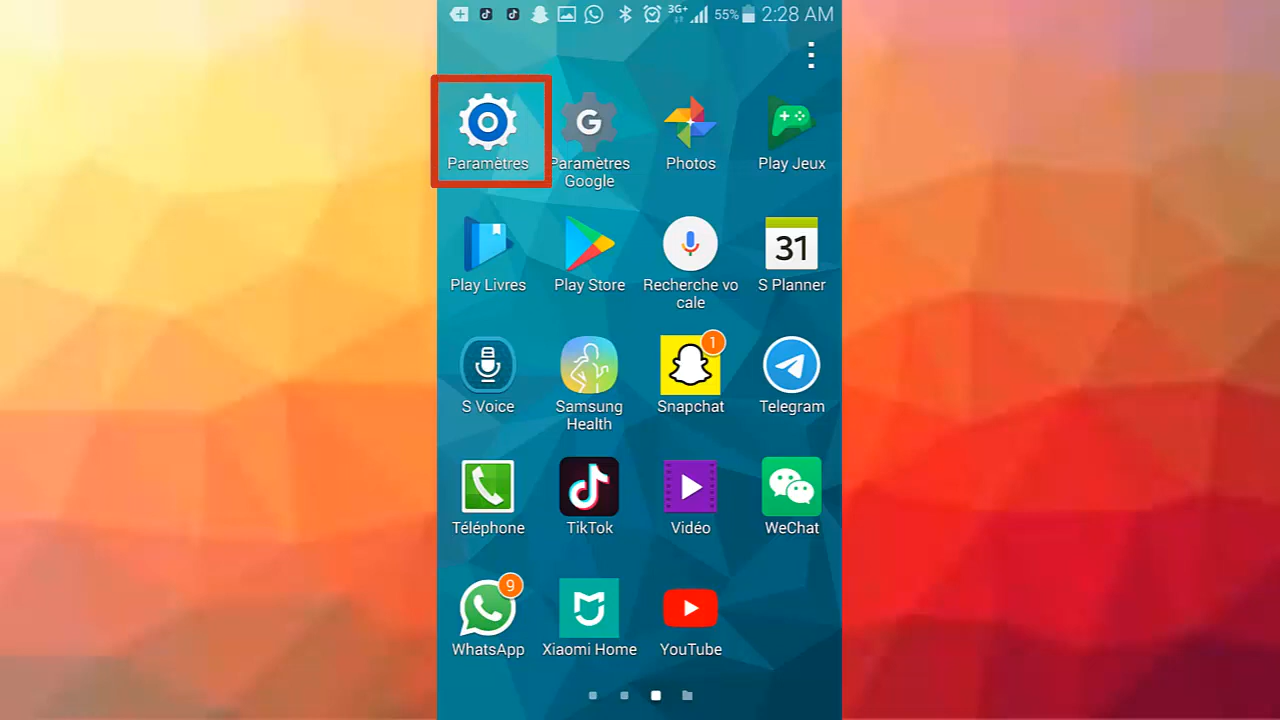 3G+ 55% 2:28 AM
Paramètres
Paramètres
Google
Photos
Play Jeux
Play Livres
Play Store
Recherche vo
cale
31
S Planner
S Voice
Samsung
Health
1
Snapchat
Telegram
Téléphone
TikTok
Vidéo
WeChat
9
WhatsApp
Xiaomi Home
YouTube